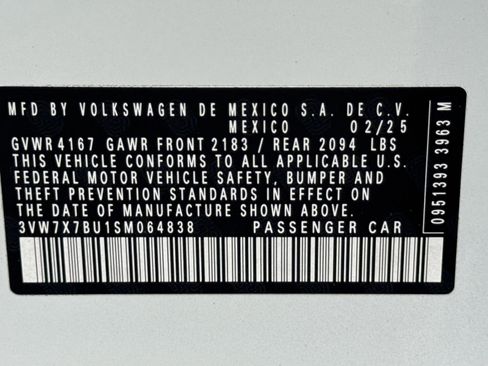 MFD BY VOLKSWAGEN DE MEXICO S.A. DE C.V.
MEXICO 02/25
GVWR 4167 GAWR FRONT 2183 / REAR 2094 LBS
THIS VEHICLE CONFORMS TO ALL APPLICABLE U.S.
FEDERAL MOTOR VEHICLE SAFETY, BUMPER AND
THEFT PREVENTION STANDARDS IN EFFECT ON
THE DATE OF MANUFACTURE SHOWN ABOVE.
3VW7X7BU1SM064838 PASSENGER CAR
0951393 3963 M